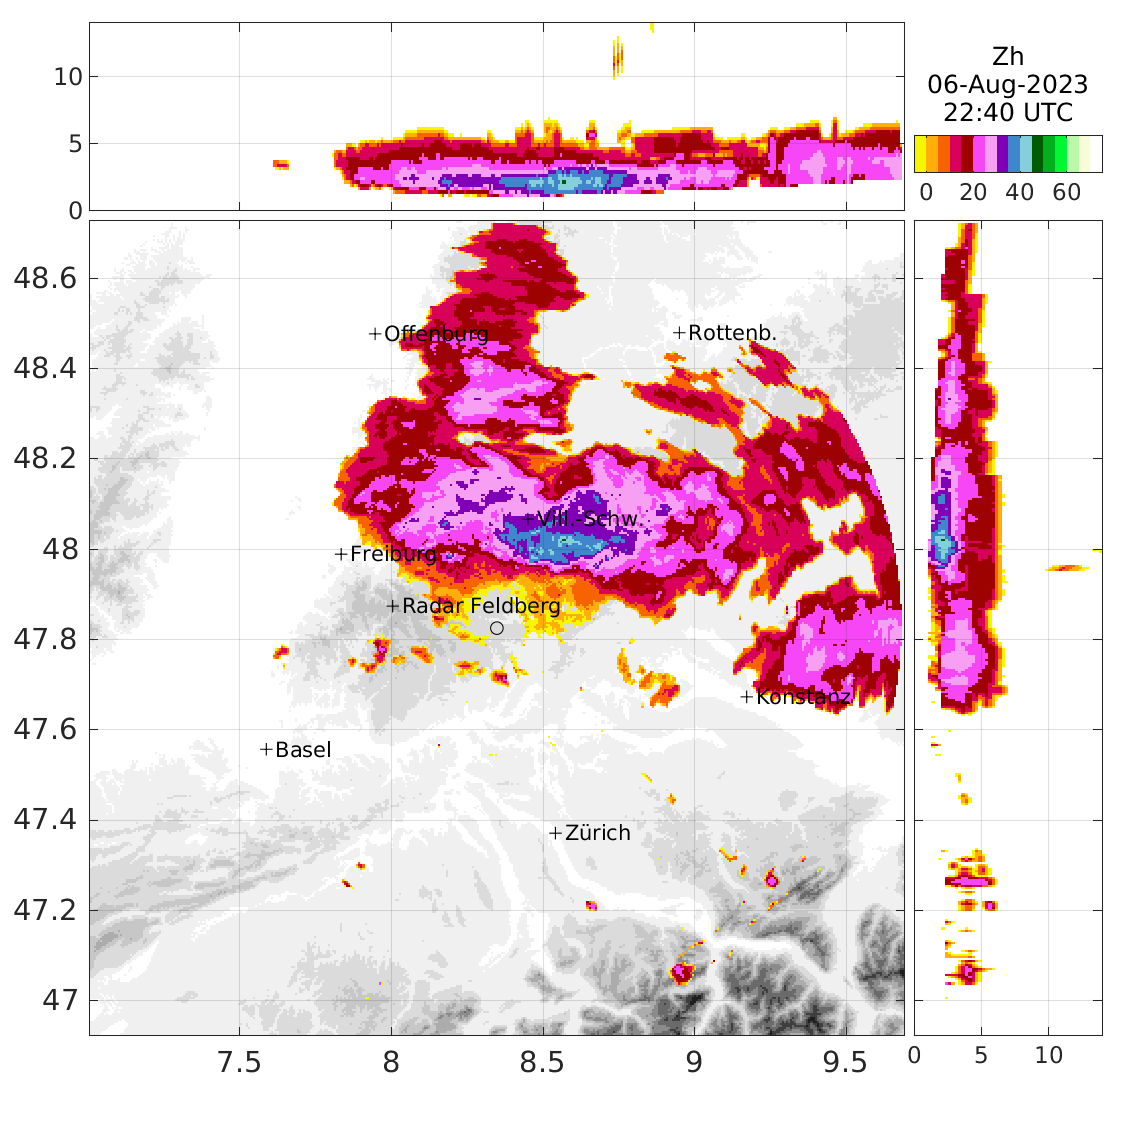 10
5
0
Zh
06-Aug-2023
22:40 UTC
0 20 40 60
48.6
48.4
48.2
48
47.8
47.6
47.4
47.2
47
Offenburg
Rottenb.
Vill.-Schw.
Freiburg
Radar Feldberg
Konstanz
Basel
Zürich
7.5 8 8.5 9 9.5
0 5 10